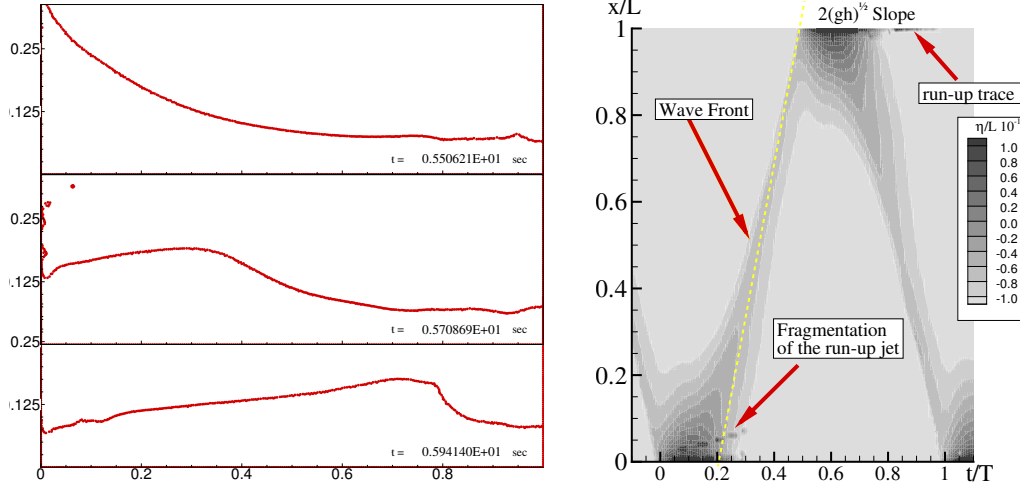 0.25
0.125
t = 0.550621E+01 sec
0.25
0.125
t = 0.570869E+01 sec
0.25
0.125
t = 0.594140E+01 sec
0 0.2 0.4 0.6 0.8
x/L
2(gh)^½ Slope
1
0.8
0.6
0.4
0.2
0
Wave Front
run-up trace
Fragmentation
of the run-up jet
η/L 10⁻
1.0
0.8
0.6
0.4
0.2
0.0
-0.2
-0.4
-0.6
-0.8
-1.0
0 0.2 0.4 0.6 0.8 1 t/T